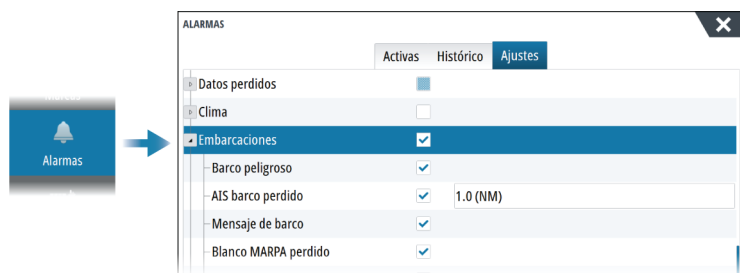 ALARMAS
Activas Histórico Ajustes
Datos perdidos
Clima
Embarcaciones
Barco peligroso
AIS barco perdido 1.0 (NM)
Mensaje de barco
Blanco MARPA perdido
Alarmas